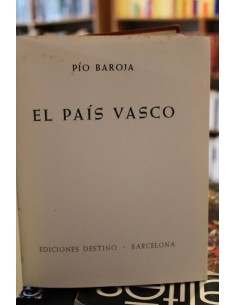 PÍO BAROJA
EL PAÍS VASCO
EDICIONES DESTINO - BARCELONA